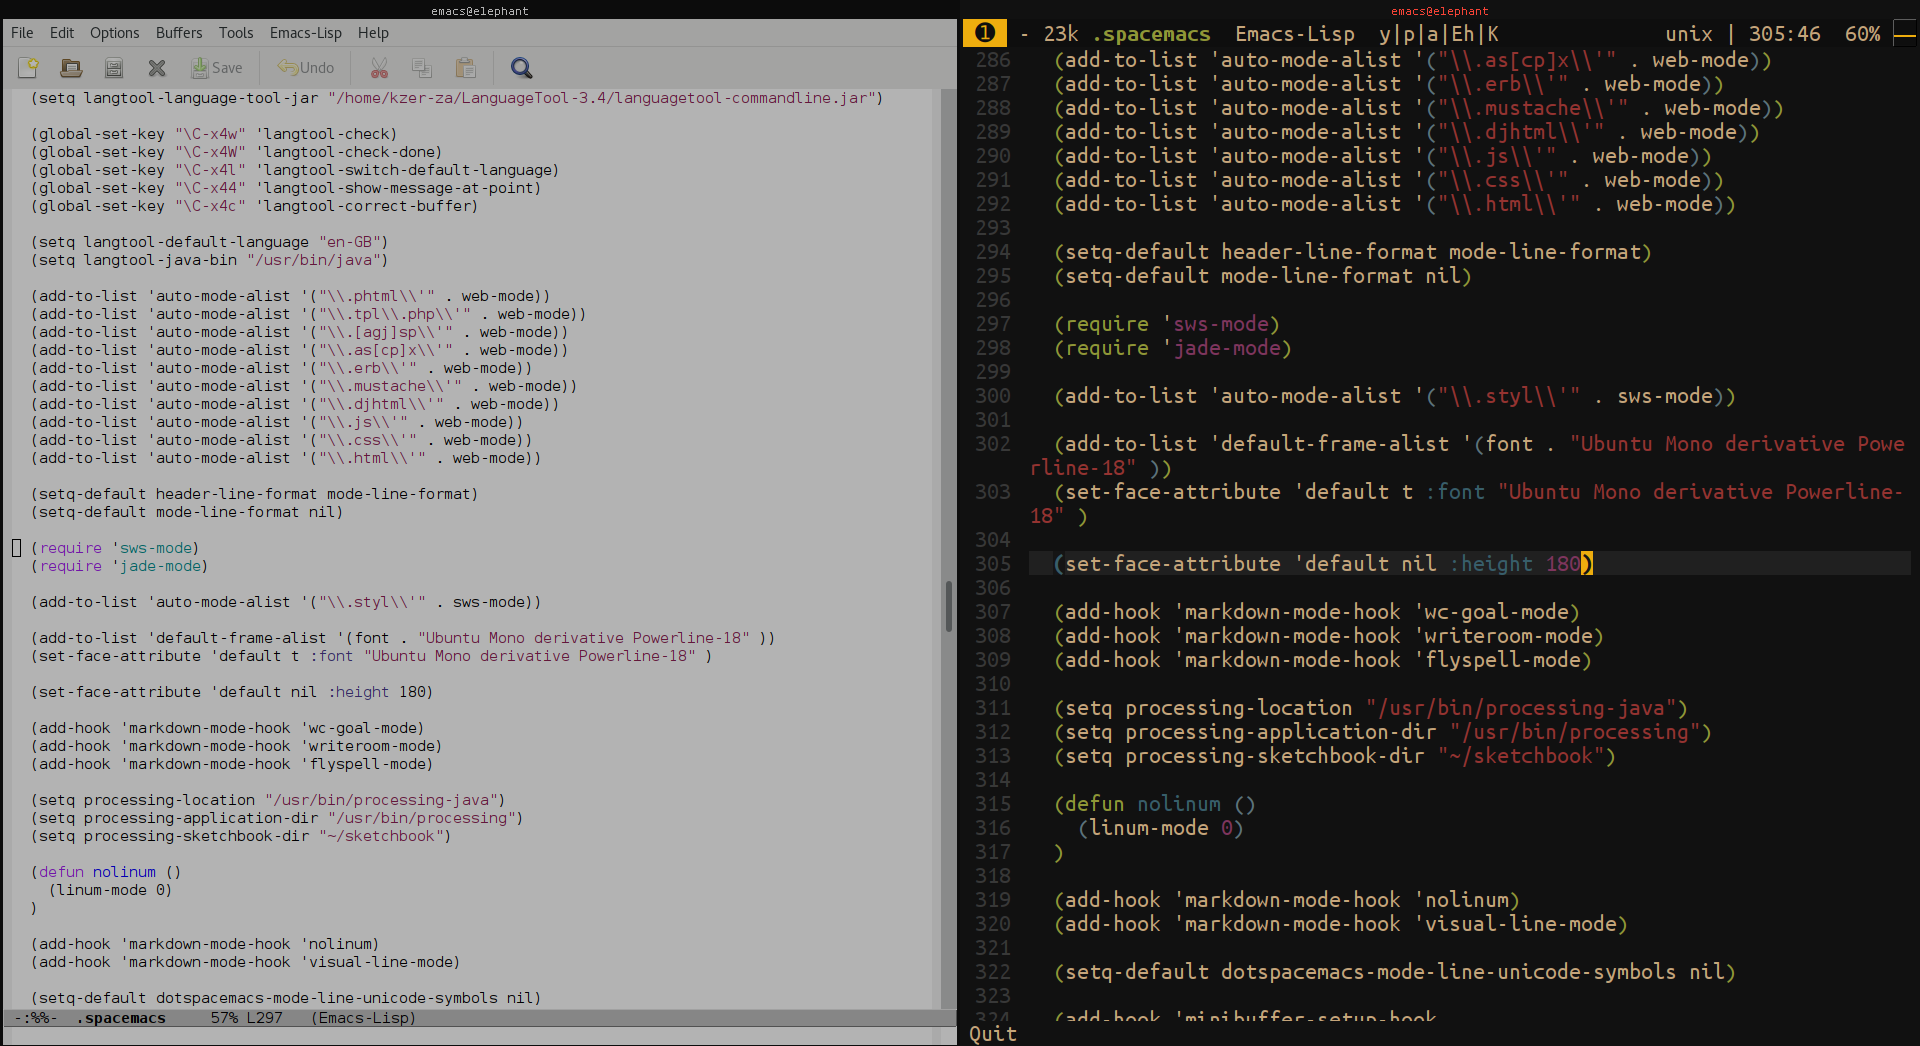 emacs@elephant
File Edit Options Buffers Tools Emacs-Lisp Help
Save Undo
(setq langtool-language-tool-jar "/home/kzer-za/LanguageTool-3.4/languagetool-commandline.jar")
(global-set-key "\C-x4w" 'langtool-check)
(global-set-key "\C-x4W" 'langtool-check-done)
(global-set-key "\C-x4l" 'langtool-switch-default-language)
(global-set-key "\C-x44" 'langtool-show-message-at-point)
(global-set-key "\C-x4c" 'langtool-correct-buffer)
(setq langtool-default-language "en-GB")
(setq langtool-java-bin "/usr/bin/java")
(add-to-list 'auto-mode-alist '("\\.phtml\\'" . web-mode))
(add-to-list 'auto-mode-alist '("\\.tpl\\.php\\'" . web-mode))
(add-to-list 'auto-mode-alist '("\\.[agj]sp\\'" . web-mode))
(add-to-list 'auto-mode-alist '("\\.as[cp]x\\'" . web-mode))
(add-to-list 'auto-mode-alist '("\\.erb\\'" . web-mode))
(add-to-list 'auto-mode-alist '("\\.mustache\\'" . web-mode))
(add-to-list 'auto-mode-alist '("\\.djhtml\\'" . web-mode))
(add-to-list 'auto-mode-alist '("\\.js\\'" . web-mode))
(add-to-list 'auto-mode-alist '("\\.css\\'" . web-mode))
(add-to-list 'auto-mode-alist '("\\.html\\'" . web-mode))
(setq-default header-line-format mode-line-format)
(setq-default mode-line-format nil)
(require 'sws-mode)
(require 'jade-mode)
(add-to-list 'auto-mode-alist '("\\.styl\\'" . sws-mode))
(add-to-list 'default-frame-alist '(font . "Ubuntu Mono derivative Powerline-18" ))
(set-face-attribute 'default t :font "Ubuntu Mono derivative Powerline-18" )
(set-face-attribute 'default nil :height 180)
(add-hook 'markdown-mode-hook 'wc-goal-mode)
(add-hook 'markdown-mode-hook 'writeroom-mode)
(add-hook 'markdown-mode-hook 'flyspell-mode)
(setq processing-location "/usr/bin/processing-java")
(setq processing-application-dir "/usr/bin/processing")
(setq processing-sketchbook-dir "~/sketchbook")
(defun nolinum ()
(linum-mode 0)
)
(add-hook 'markdown-mode-hook 'nolinum)
(add-hook 'markdown-mode-hook 'visual-line-mode)
(setq-default dotspacemacs-mode-line-unicode-symbols nil)
-:%%- .spacemacs 57% L297 (Emacs-Lisp)
emacs@elephant
❶ - 23k .spacemacs Emacs-Lisp y|p|a|Eh|K unix | 305:46 60%
286 (add-to-list 'auto-mode-alist '("\\.as[cp]x\\'" . web-mode))
287 (add-to-list 'auto-mode-alist '("\\.erb\\'" . web-mode))
288 (add-to-list 'auto-mode-alist '("\\.mustache\\'" . web-mode))
289 (add-to-list 'auto-mode-alist '("\\.djhtml\\'" . web-mode))
290 (add-to-list 'auto-mode-alist '("\\.js\\'" . web-mode))
291 (add-to-list 'auto-mode-alist '("\\.css\\'" . web-mode))
292 (add-to-list 'auto-mode-alist '("\\.html\\'" . web-mode))
293
294 (setq-default header-line-format mode-line-format)
295 (setq-default mode-line-format nil)
296
297 (require 'sws-mode)
298 (require 'jade-mode)
299
300 (add-to-list 'auto-mode-alist '("\\.styl\\'" . sws-mode))
301
302 (add-to-list 'default-frame-alist '(font . "Ubuntu Mono derivative Powe
rline-18" ))
303 (set-face-attribute 'default t :font "Ubuntu Mono derivative Powerline-
18" )
304
305 (set-face-attribute 'default nil :height 180)
306
307 (add-hook 'markdown-mode-hook 'wc-goal-mode)
308 (add-hook 'markdown-mode-hook 'writeroom-mode)
309 (add-hook 'markdown-mode-hook 'flyspell-mode)
310
311 (setq processing-location "/usr/bin/processing-java")
312 (setq processing-application-dir "/usr/bin/processing")
313 (setq processing-sketchbook-dir "~/sketchbook")
314
315 (defun nolinum ()
316 (linum-mode 0)
317 )
318
319 (add-hook 'markdown-mode-hook 'nolinum)
320 (add-hook 'markdown-mode-hook 'visual-line-mode)
321
322 (setq-default dotspacemacs-mode-line-unicode-symbols nil)
323
324 (add-hook 'minibuffer-setup-hook
Quit